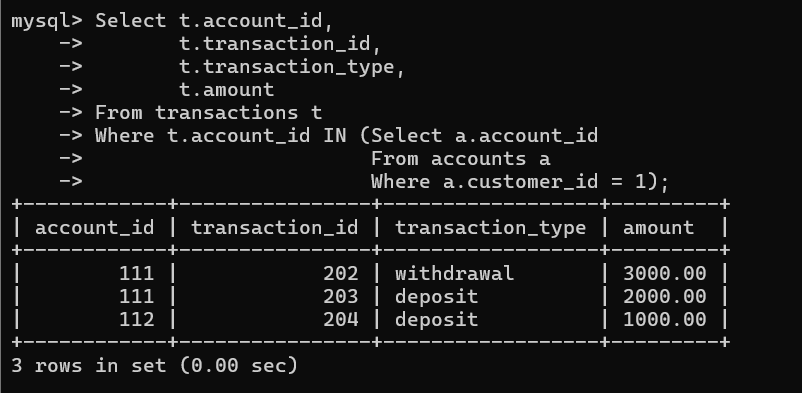 mysql> Select t.account_id,
    ->        t.transaction_id,
    ->        t.transaction_type,
    ->        t.amount
    -> From transactions t
    -> Where t.account_id IN (Select a.account_id
    ->                        From accounts a
    ->                        Where a.customer_id = 1);
+------------+----------------+------------------+---------+
| account_id | transaction_id | transaction_type | amount  |
+------------+----------------+------------------+---------+
|        111 |            202 | withdrawal       | 3000.00 |
|        111 |            203 | deposit          | 2000.00 |
|        112 |            204 | deposit          | 1000.00 |
+------------+----------------+------------------+---------+
3 rows in set (0.00 sec)